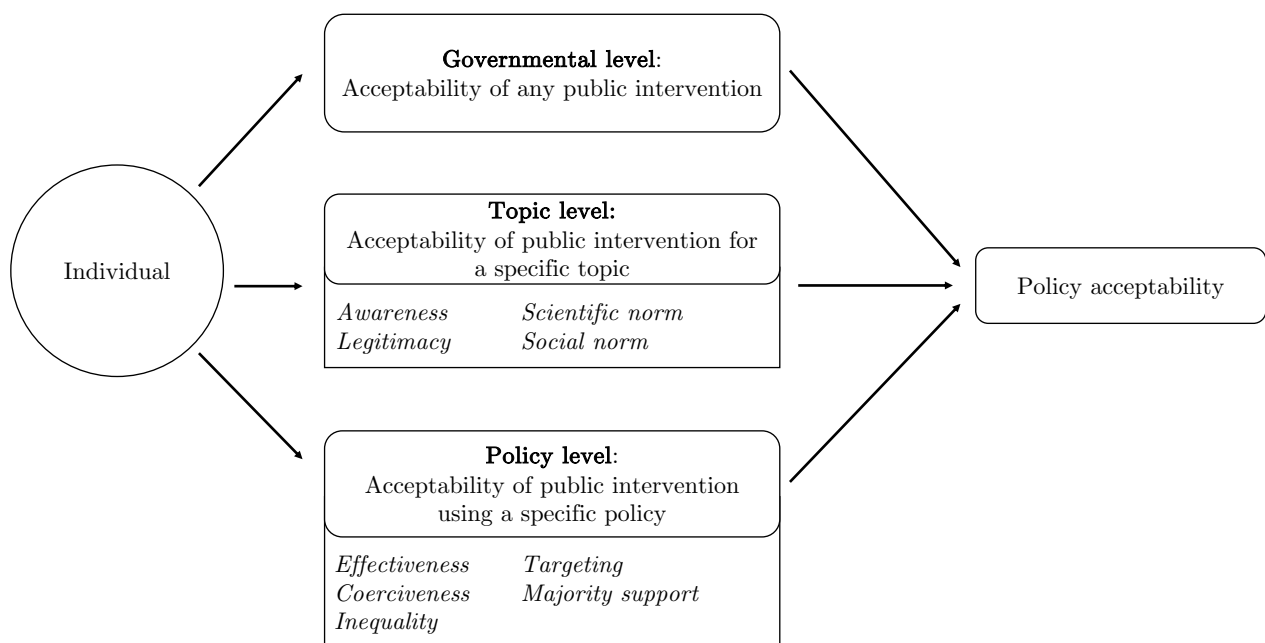 Governmental level:
Acceptability of any public intervention
Individual
Topic level:
Acceptability of public intervention for
a specific topic
Awareness
Scientific norm
Legitimacy
Social norm
Policy level:
Acceptability of public intervention
using a specific policy
Effectiveness
Targeting
Coerciveness
Majority support
Inequality
Policy acceptability